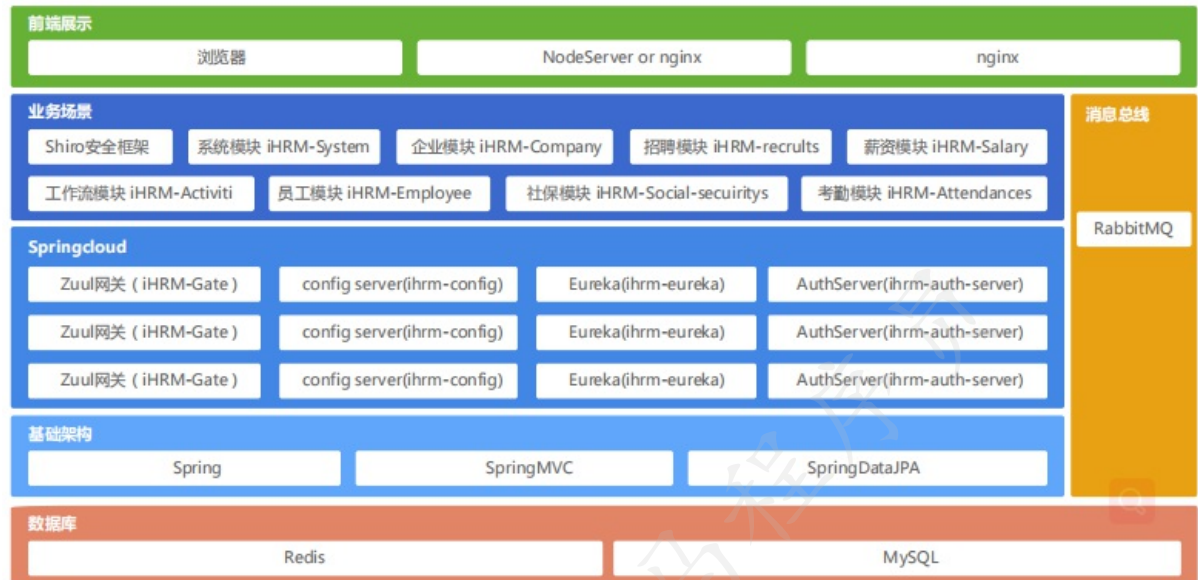 前端展示
浏览器 NodeServer or nginx nginx
业务场景 消息总线
Shiro安全框架 系统模块 iHRM-System 企业模块 iHRM-Company 招聘模块 iHRM-recruIts 薪资模块 iHRM-Salary
工作流模块 iHRM-Activiti 员工模块 iHRM-Employee 社保模块 iHRM-Social-secuiritys 考勤模块 iHRM-Attendances
RabbitMQ
Springcloud
Zuul网关（iHRM-Gate） config server(ihrm-config) Eureka(ihrm-eureka) AuthServer(ihrm-auth-server)
Zuul网关（iHRM-Gate） config server(ihrm-config) Eureka(ihrm-eureka) AuthServer(ihrm-auth-server)
Zuul网关（iHRM-Gate） config server(ihrm-config) Eureka(ihrm-eureka) AuthServer(ihrm-auth-server)
基础架构
Spring SpringMVC SpringDataJPA
数据库
Redis MySQL
马程序员